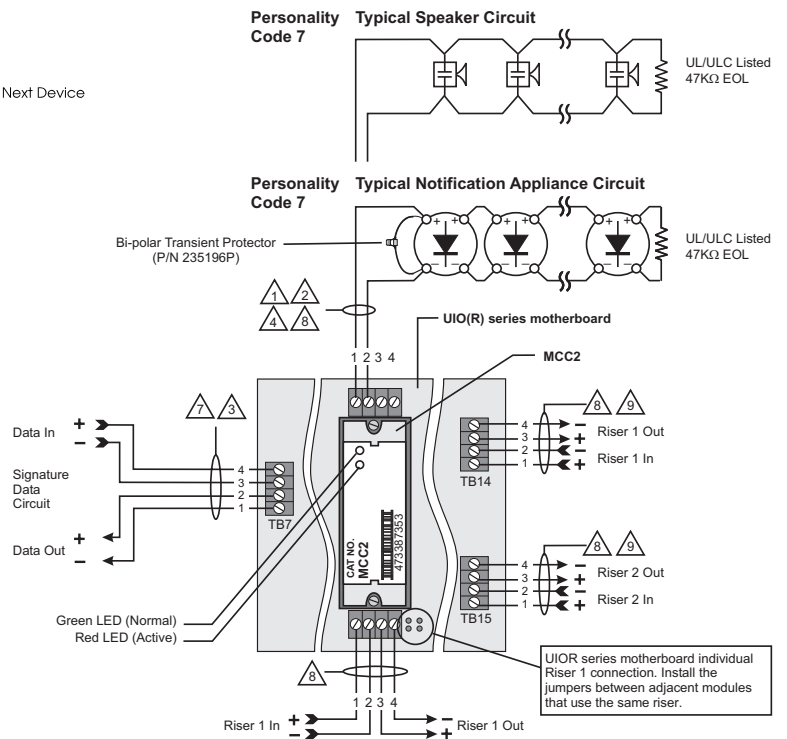 Personality Typical Speaker Circuit
Code 7
UL/ULC Listed
47KΩ EOL
Next Device
Personality Typical Notification Appliance Circuit
Code 7
Bi-polar Transient Protector
(P/N 235196P)
UL/ULC Listed
47KΩ EOL
+ + +
- - -
1 2
4 8
UIO(R) series motherboard
1 2 3 4
MCC2
7 3
8 9
Data In + -
Signature
Data
Circuit
Data Out + -
4
3
2
1
TB7
4 - Riser 1 Out
3 +
2 - Riser 1 In
1 +
TB14
CAT NO.
MCC2
473387353
8 9
4 - Riser 2 Out
3 +
2 - Riser 2 In
1 +
TB15
Green LED (Normal)
Red LED (Active)
UIOR series motherboard individual
Riser 1 connection. Install the
jumpers between adjacent modules
that use the same riser.
8
1 2 3 4
Riser 1 In + -
- + Riser 1 Out